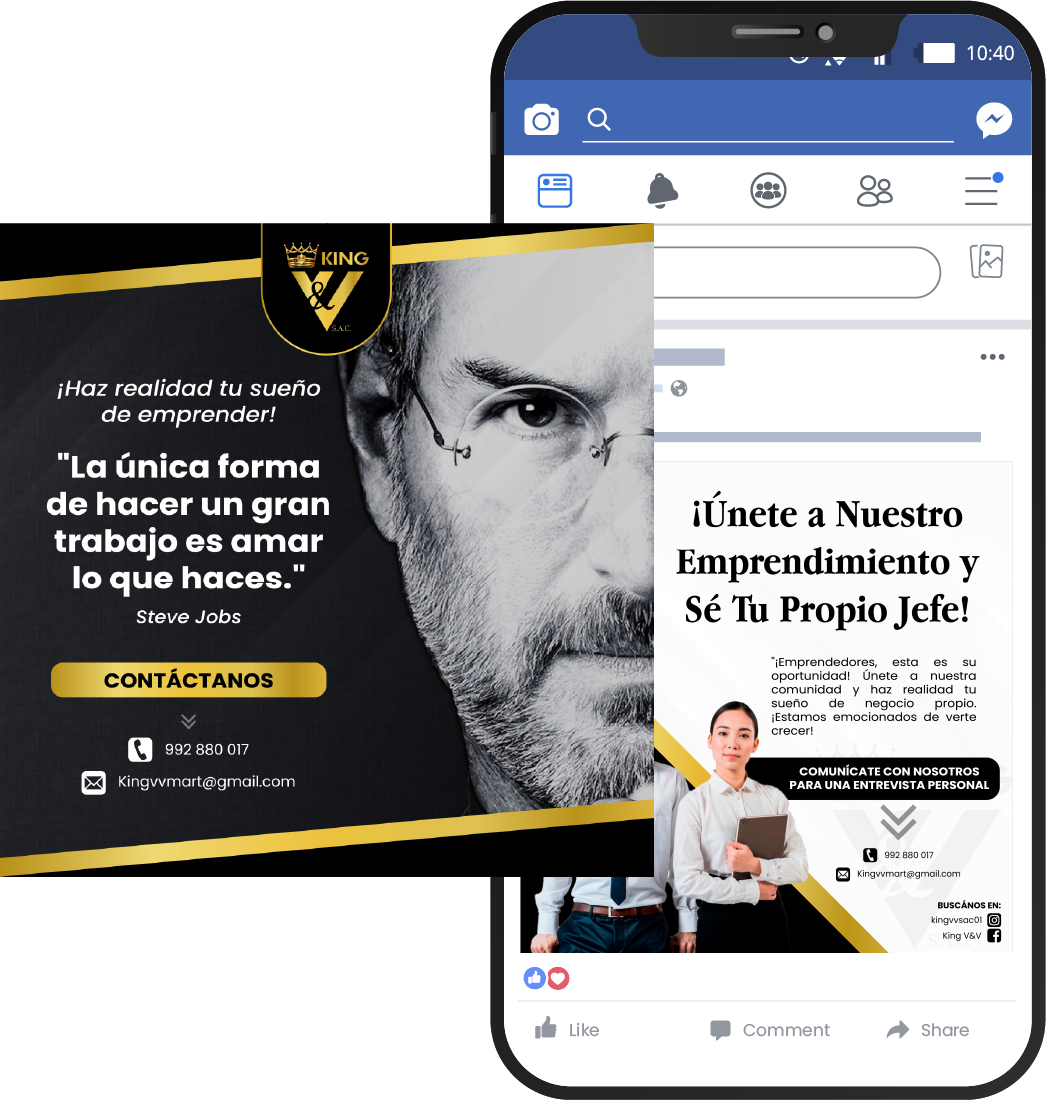 10:40
KING
V
&
S.A.C.
¡Haz realidad tu sueño
de emprender!
"La única forma
de hacer un gran
trabajo es amar
lo que haces."
Steve Jobs
CONTÁCTANOS
992 880 017
Kingvvmart@gmail.com
¡Únete a Nuestro
Emprendimiento y
Sé Tu Propio Jefe!
"¡Emprendedores, esta es su
oportunidad! Únete a nuestra
comunidad y haz realidad tu
sueño de negocio propio.
¡Estamos emocionados de verte
crecer!
COMUNÍCATE CON NOSOTROS
PARA UNA ENTREVISTA PERSONAL
992 880 017
Kingvvmart@gmail.com
BUSCÁNOS EN:
kingvvsac01
King V&V
Like
Comment
Share